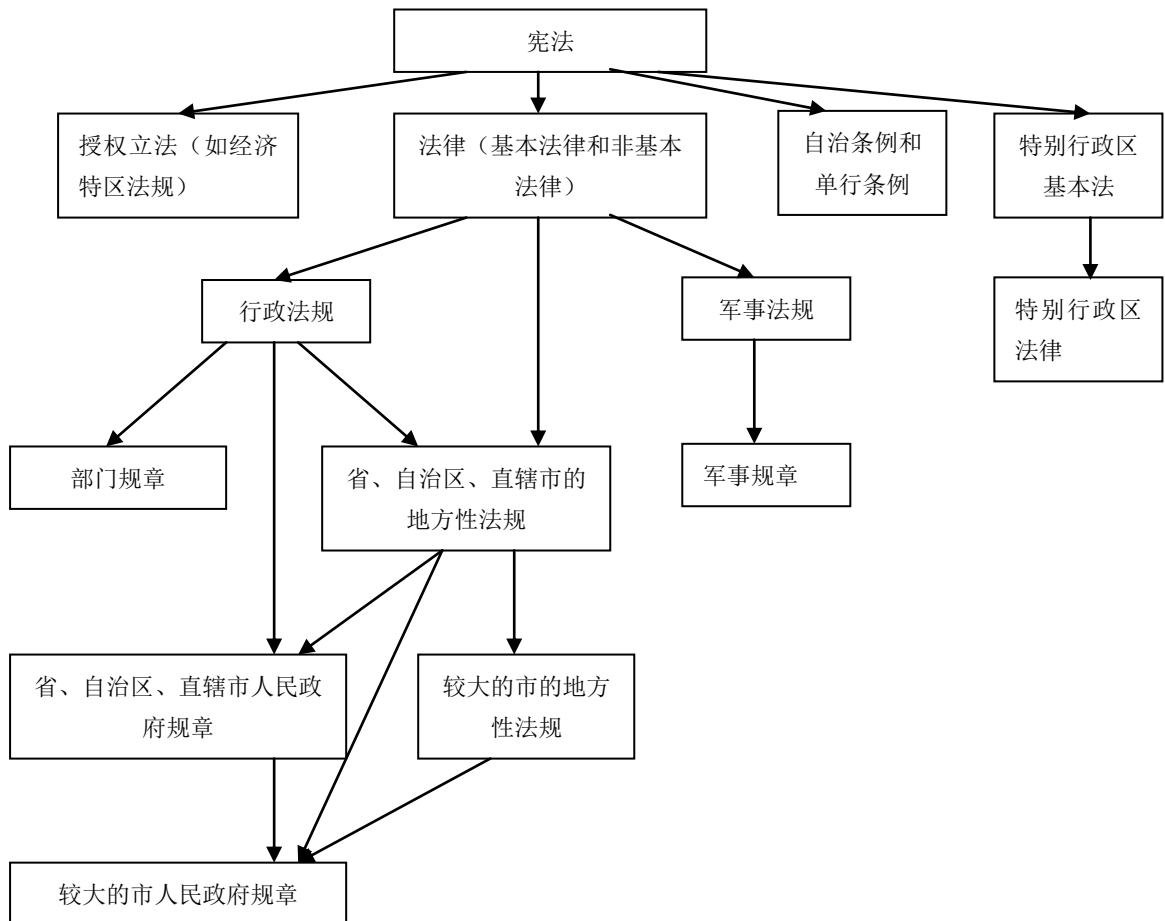 宪法
授权立法（如经济
特区法规）
法律（基本法律和非基本
法律）
自治条例和
单行条例
特别行政区
基本法
行政法规
军事法规
特别行政区
法律
部门规章
省、自治区、直辖市的
地方性法规
军事规章
省、自治区、直辖市人民政
府规章
较大的市的地方
性法规
较大的市人民政府规章